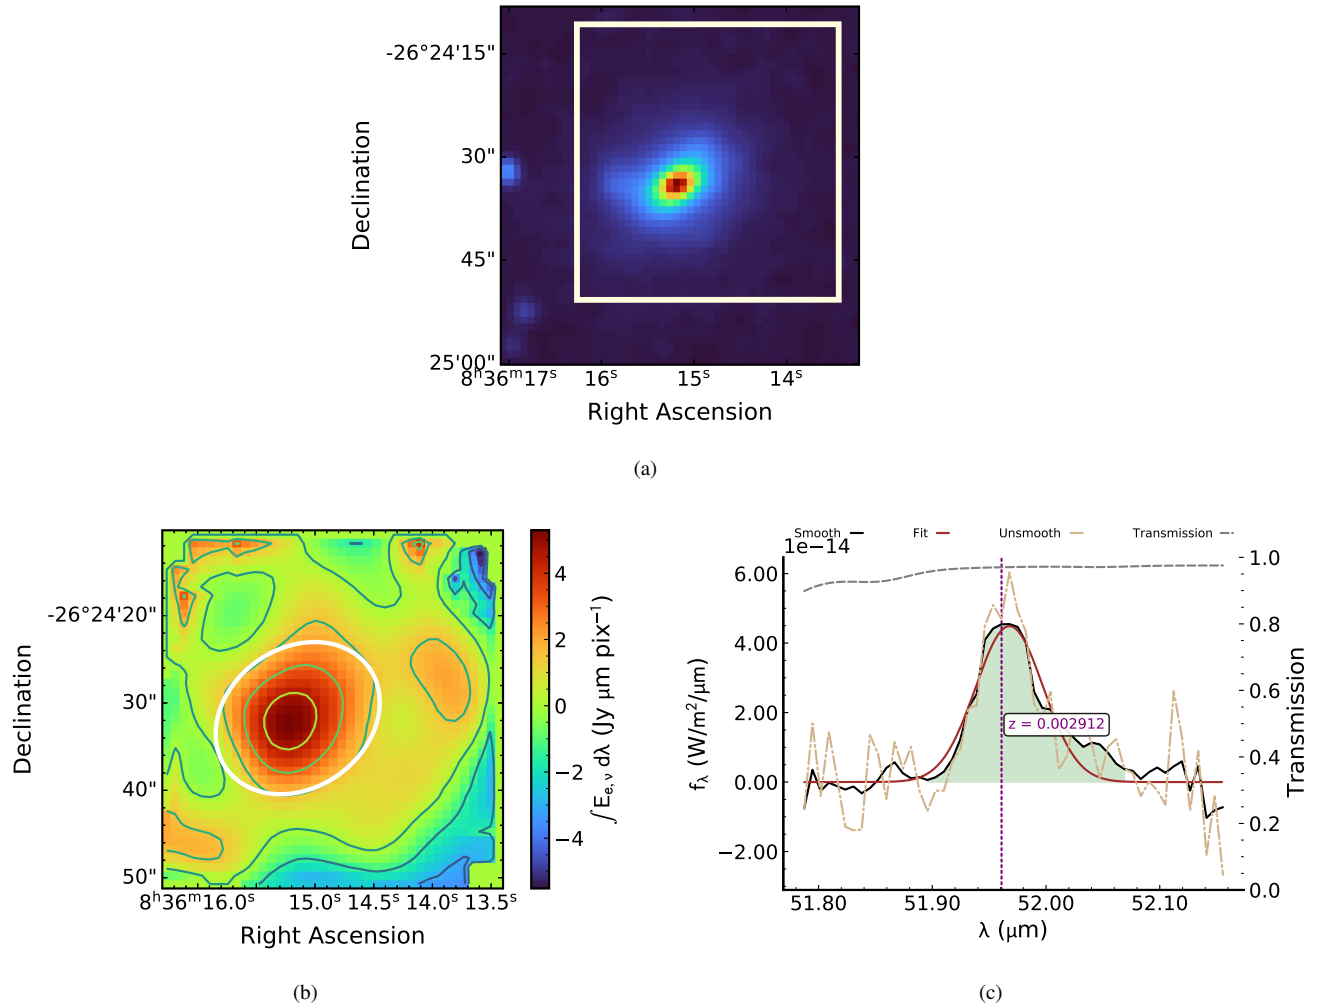 -26°24'15"
30"
45"
25'00"
Declination
8ʰ36ᵐ17ˢ 16ˢ 15ˢ 14ˢ
Right Ascension
(a)
-26°24'20"
30"
40"
50"
Declination
8ʰ36ᵐ16.0ˢ 15.0ˢ 14.5ˢ 14.0ˢ 13.5ˢ
Right Ascension
4
2
0
−2
−4
∫E_{e,ν} dλ (Jy μm pix⁻¹)
(b)
Smooth Fit Unsmooth Transmission
1e−14
6.00
4.00
2.00
0.00
−2.00
f_λ (W/m²/μm)
z = 0.002912
1.0
0.8
0.6
0.4
0.2
0.0
Transmission
51.80 51.90 52.00 52.10
λ (μm)
(c)